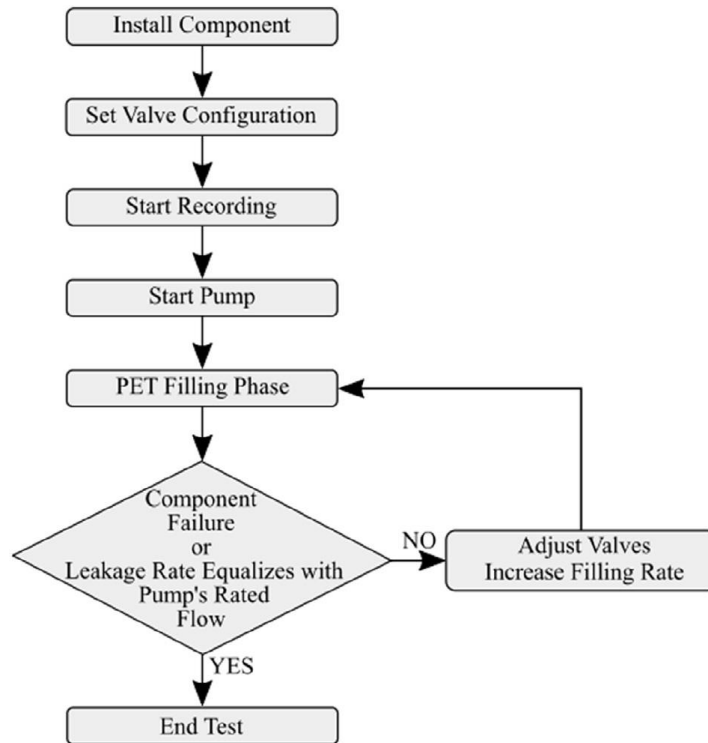 Install Component
Set Valve Configuration
Start Recording
Start Pump
PET Filling Phase
Component
Failure
or
Leakage Rate Equalizes with
Pump's Rated
Flow
NO
Adjust Valves
Increase Filling Rate
YES
End Test